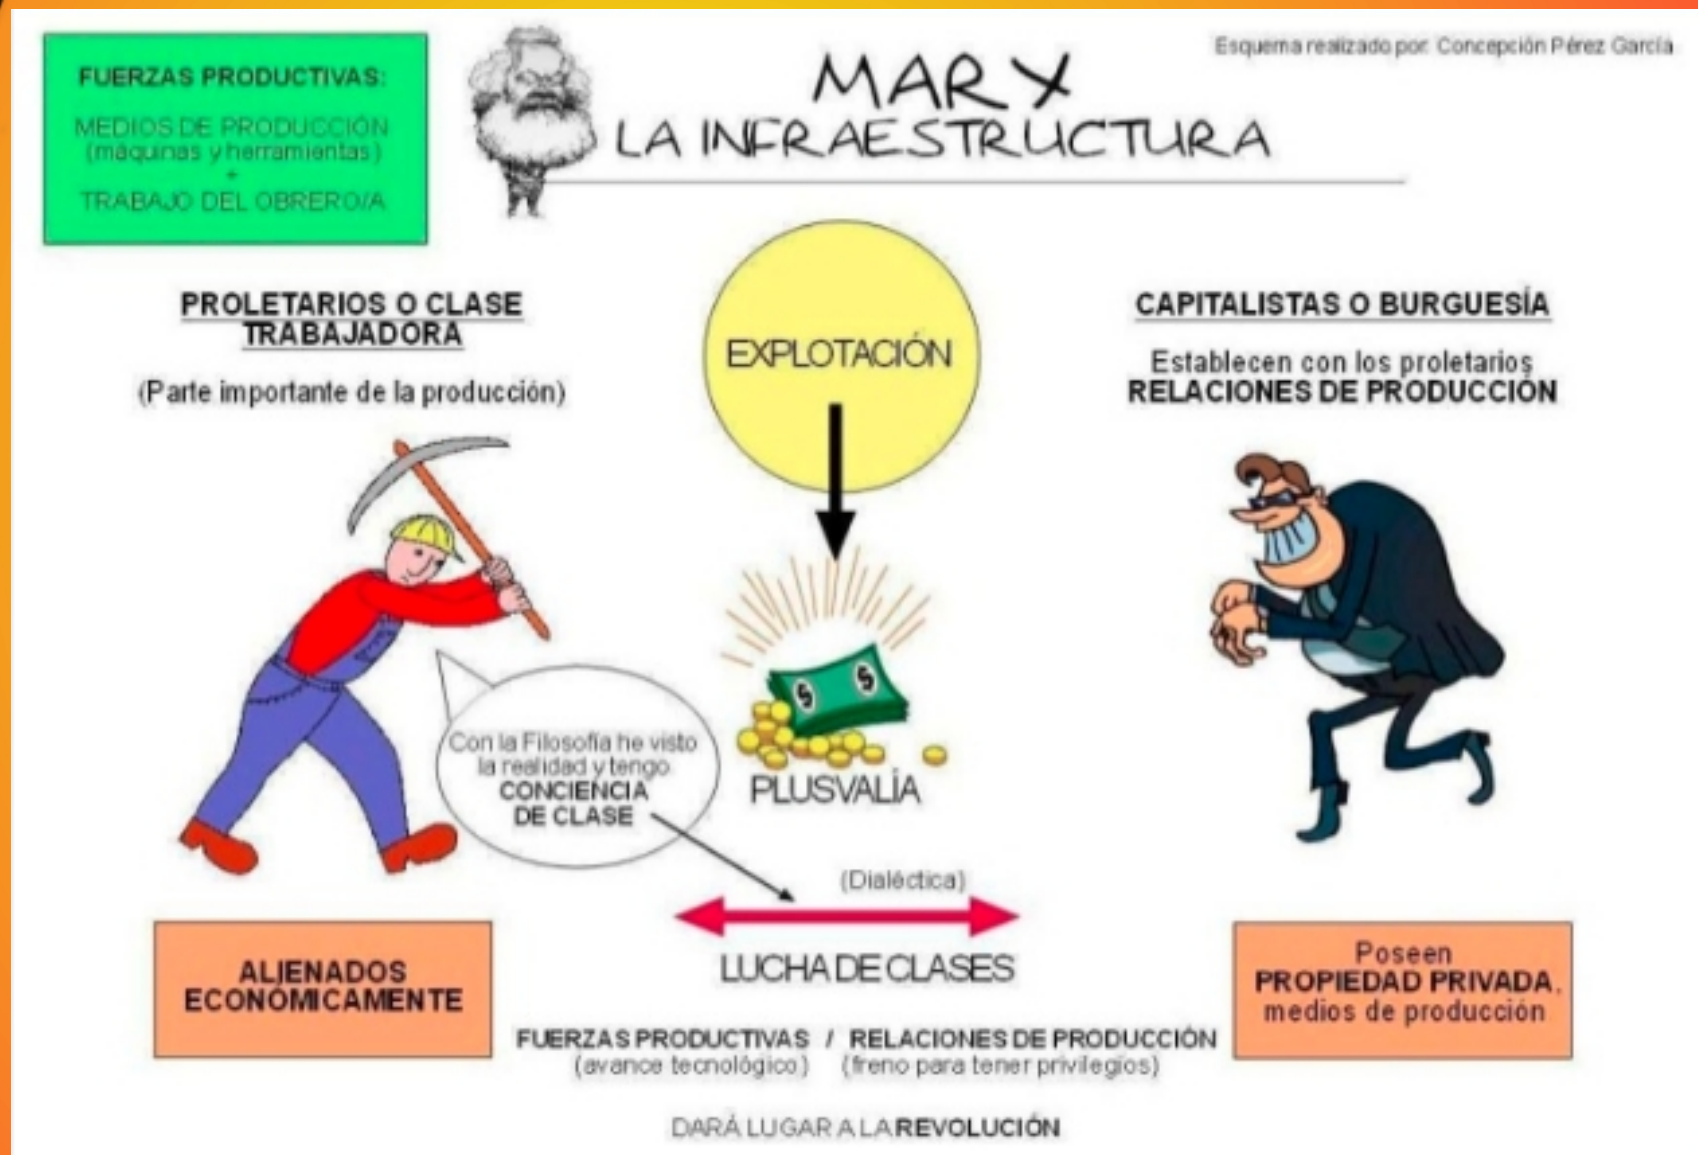 Esquema realizado por: Concepción Pérez García
MARX
LA INFRAESTRUCTURA
FUERZAS PRODUCTIVAS:
MEDIOS DE PRODUCCIÓN
(máquinas y herramientas)
+
TRABAJO DEL OBRERO/A
PROLETARIOS O CLASE
TRABAJADORA
(Parte importante de la producción)
EXPLOTACIÓN
CAPITALISTAS O BURGUESÍA
Establecen con los proletarios
RELACIONES DE PRODUCCIÓN
Con la Filosofía he visto
la realidad y tengo
CONCIENCIA
DE CLASE
$ $
PLUSVALÍA
(Dialéctica)
LUCHA DE CLASES
ALIENADOS
ECONÓMICAMENTE
Poseen
PROPIEDAD PRIVADA,
medios de producción
FUERZAS PRODUCTIVAS / RELACIONES DE PRODUCCIÓN
(avance tecnológico) (freno para tener privilegios)
DARÁ LUGAR A LA REVOLUCIÓN